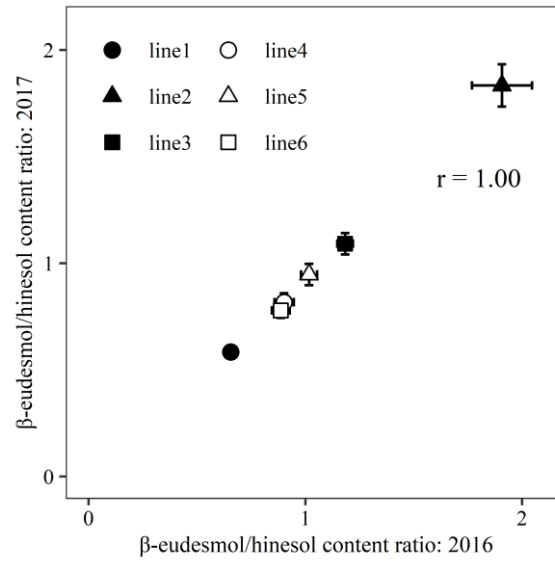 2
line1
line4
line2
line5
line3
line6
r = 1.00
1
0
β-eudesmol/hinesol content ratio: 2017
0
1
2
β-eudesmol/hinesol content ratio: 2016